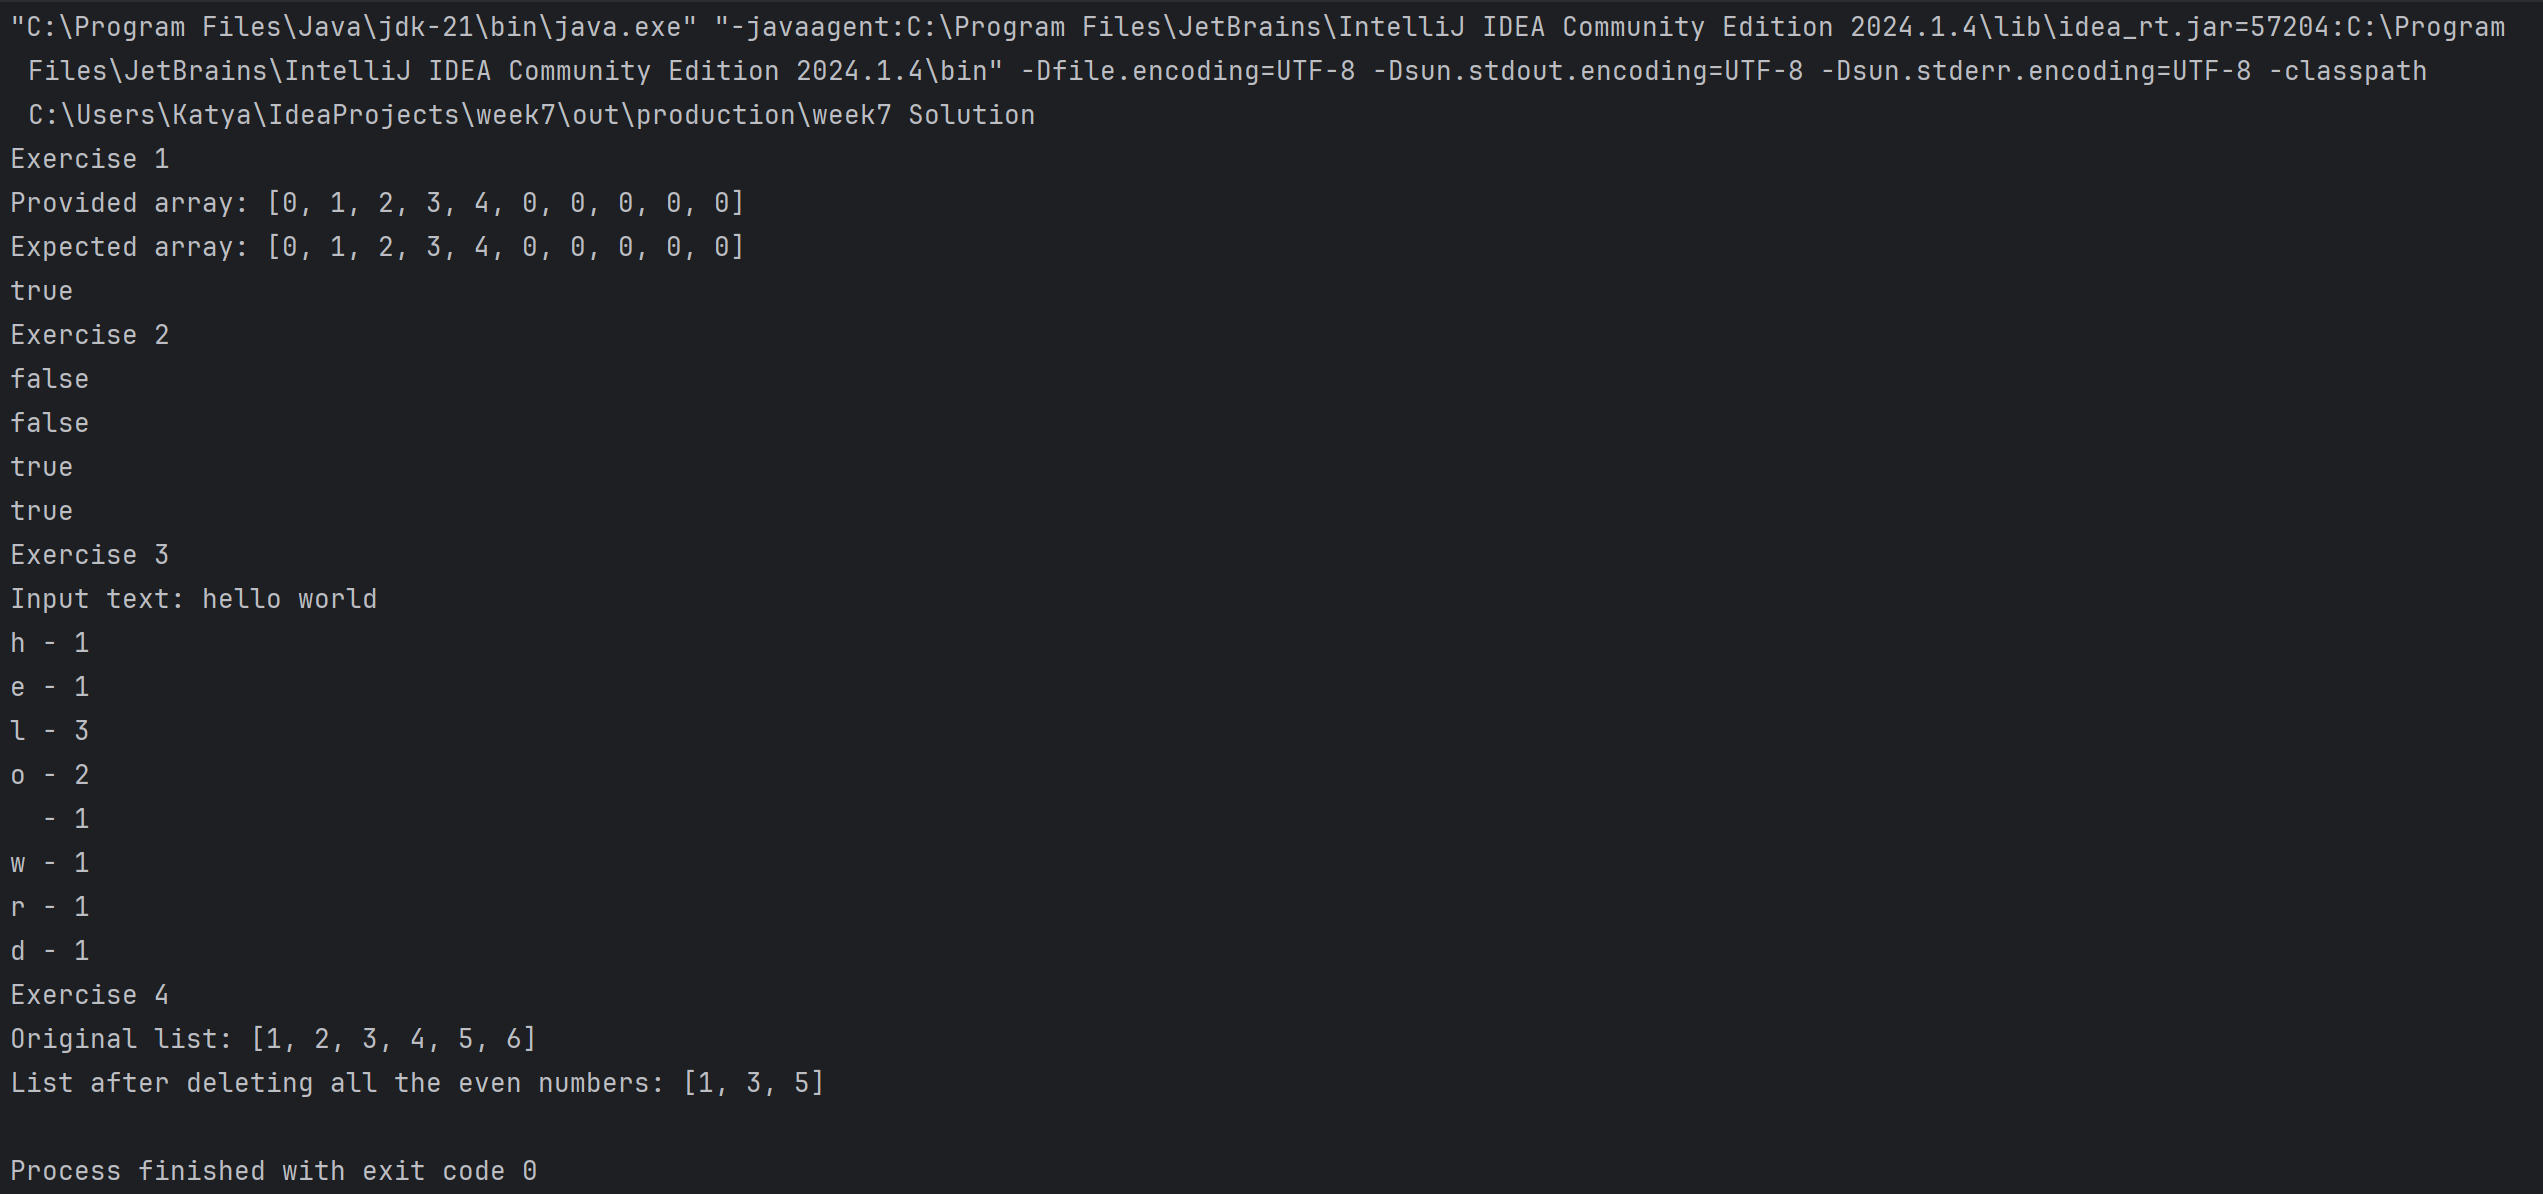 "C:\Program Files\Java\jdk-21\bin\java.exe" "-javaagent:C:\Program Files\JetBrains\IntelliJ IDEA Community Edition 2024.1.4\lib\idea_rt.jar=57204:C:\Program
Files\JetBrains\IntelliJ IDEA Community Edition 2024.1.4\bin" -Dfile.encoding=UTF-8 -Dsun.stdout.encoding=UTF-8 -Dsun.stderr.encoding=UTF-8 -classpath
C:\Users\Katya\IdeaProjects\week7\out\production\week7 Solution
Exercise 1
Provided array: [0, 1, 2, 3, 4, 0, 0, 0, 0, 0]
Expected array: [0, 1, 2, 3, 4, 0, 0, 0, 0, 0]
true
Exercise 2
false
false
true
true
Exercise 3
Input text: hello world
h - 1
e - 1
l - 3
o - 2
  - 1
w - 1
r - 1
d - 1
Exercise 4
Original list: [1, 2, 3, 4, 5, 6]
List after deleting all the even numbers: [1, 3, 5]
Process finished with exit code 0